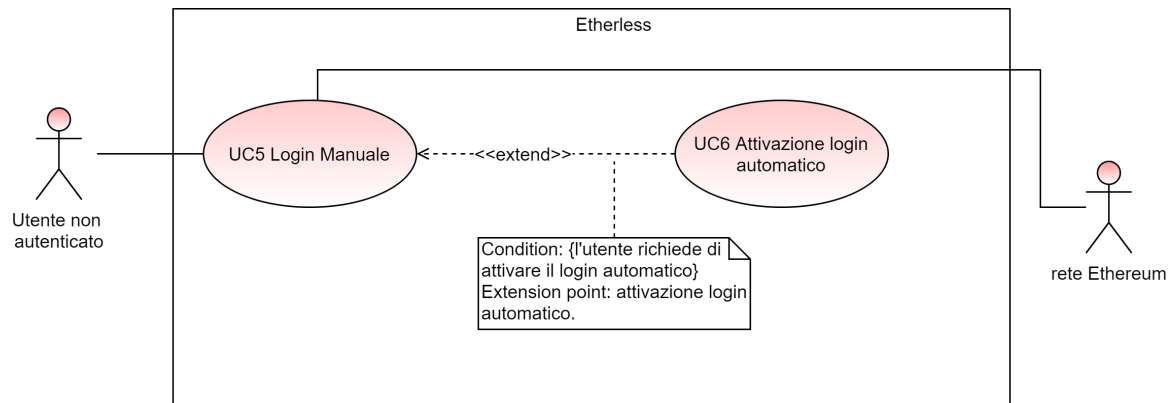 Etherless
UC5 Login Manuale
<<extend>>
UC6 Attivazione login
automatico
Utente non
autenticato
Condition: {l'utente richiede di
attivare il login automatico}
Extension point: attivazione login
automatico.
rete Ethereum